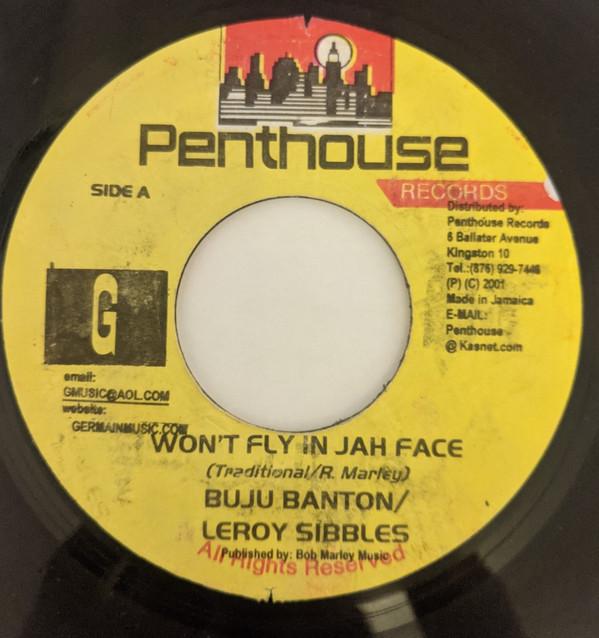 Penthouse
RECORDS
SIDE A
Distributed by:
Penthouse Records
6 Ballater Avenue
Kingston 10
Tel.:(876) 929-7446
(P) (C) 2001
Made in Jamaica
E-MAIL:
Penthouse
@Kasnet.com
G
email:
GMUSIC@AOL.COM
website:
GERMAINMUSIC.COM
WON'T FLY IN JAH FACE
(Traditional/R. Marley)
BUJU BANTON/
LEROY SIBBLES
Published by: Bob Marley Music
All Rights Reserved